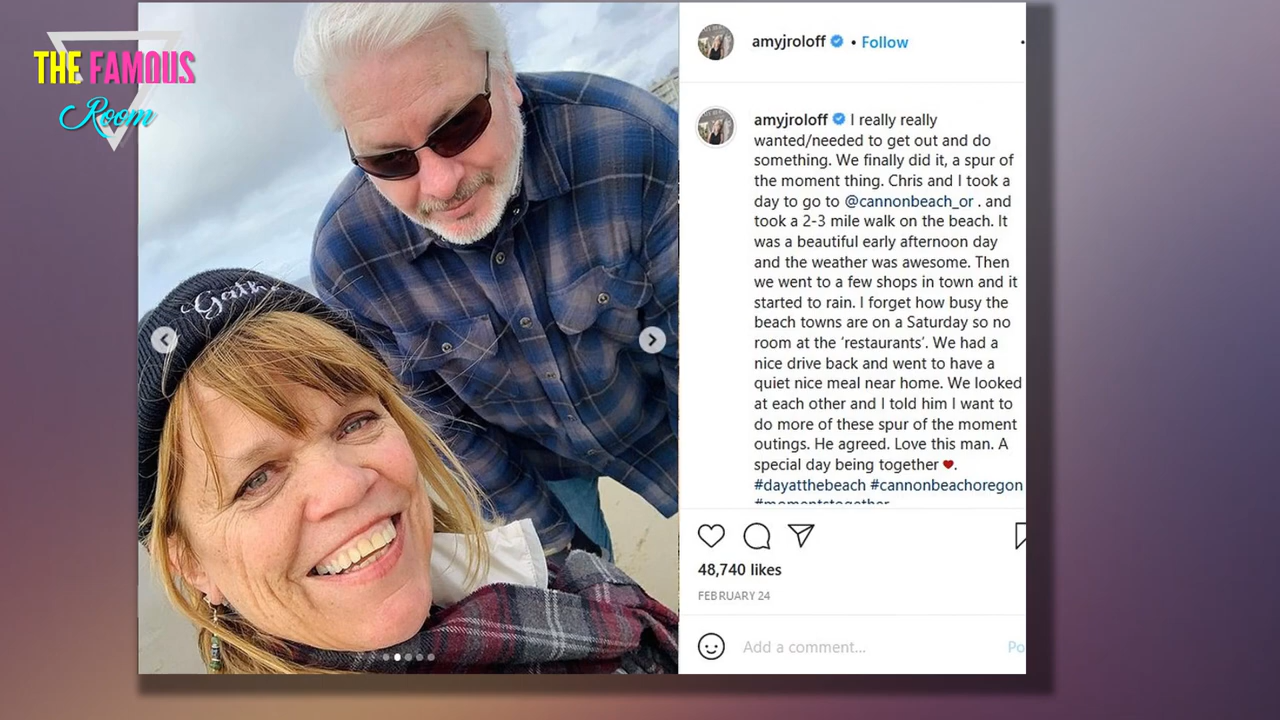 THE FAMOUS
Room
Gath
amyjroloff • Follow
amyjroloff I really really
wanted/needed to get out and do
something. We finally did it, a spur of
the moment thing. Chris and I took a
day to go to @cannonbeach_or . and
took a 2-3 mile walk on the beach. It
was a beautiful early afternoon day
and the weather was awesome. Then
we went to a few shops in town and it
started to rain. I forget how busy the
beach towns are on a Saturday so no
room at the ‘restaurants’. We had a
nice drive back and went to have a
quiet nice meal near home. We looked
at each other and I told him I want to
do more of these spur of the moment
outings. He agreed. Love this man. A
special day being together ❤.
#dayatthebeach #cannonbeachoregon
#momentstogether
48,740 likes
FEBRUARY 24
Add a comment...
Po